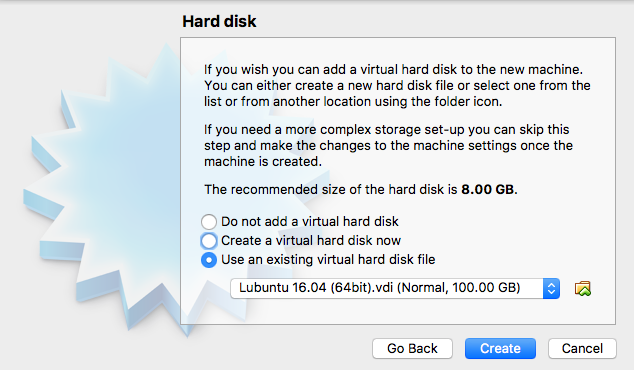 Hard disk
If you wish you can add a virtual hard disk to the new machine.
You can either create a new hard disk file or select one from the
list or from another location using the folder icon.
If you need a more complex storage set-up you can skip this
step and make the changes to the machine settings once the
machine is created.
The recommended size of the hard disk is 8.00 GB.
Do not add a virtual hard disk
Create a virtual hard disk now
Use an existing virtual hard disk file
Lubuntu 16.04 (64bit).vdi (Normal, 100.00 GB)
Go Back
Create
Cancel